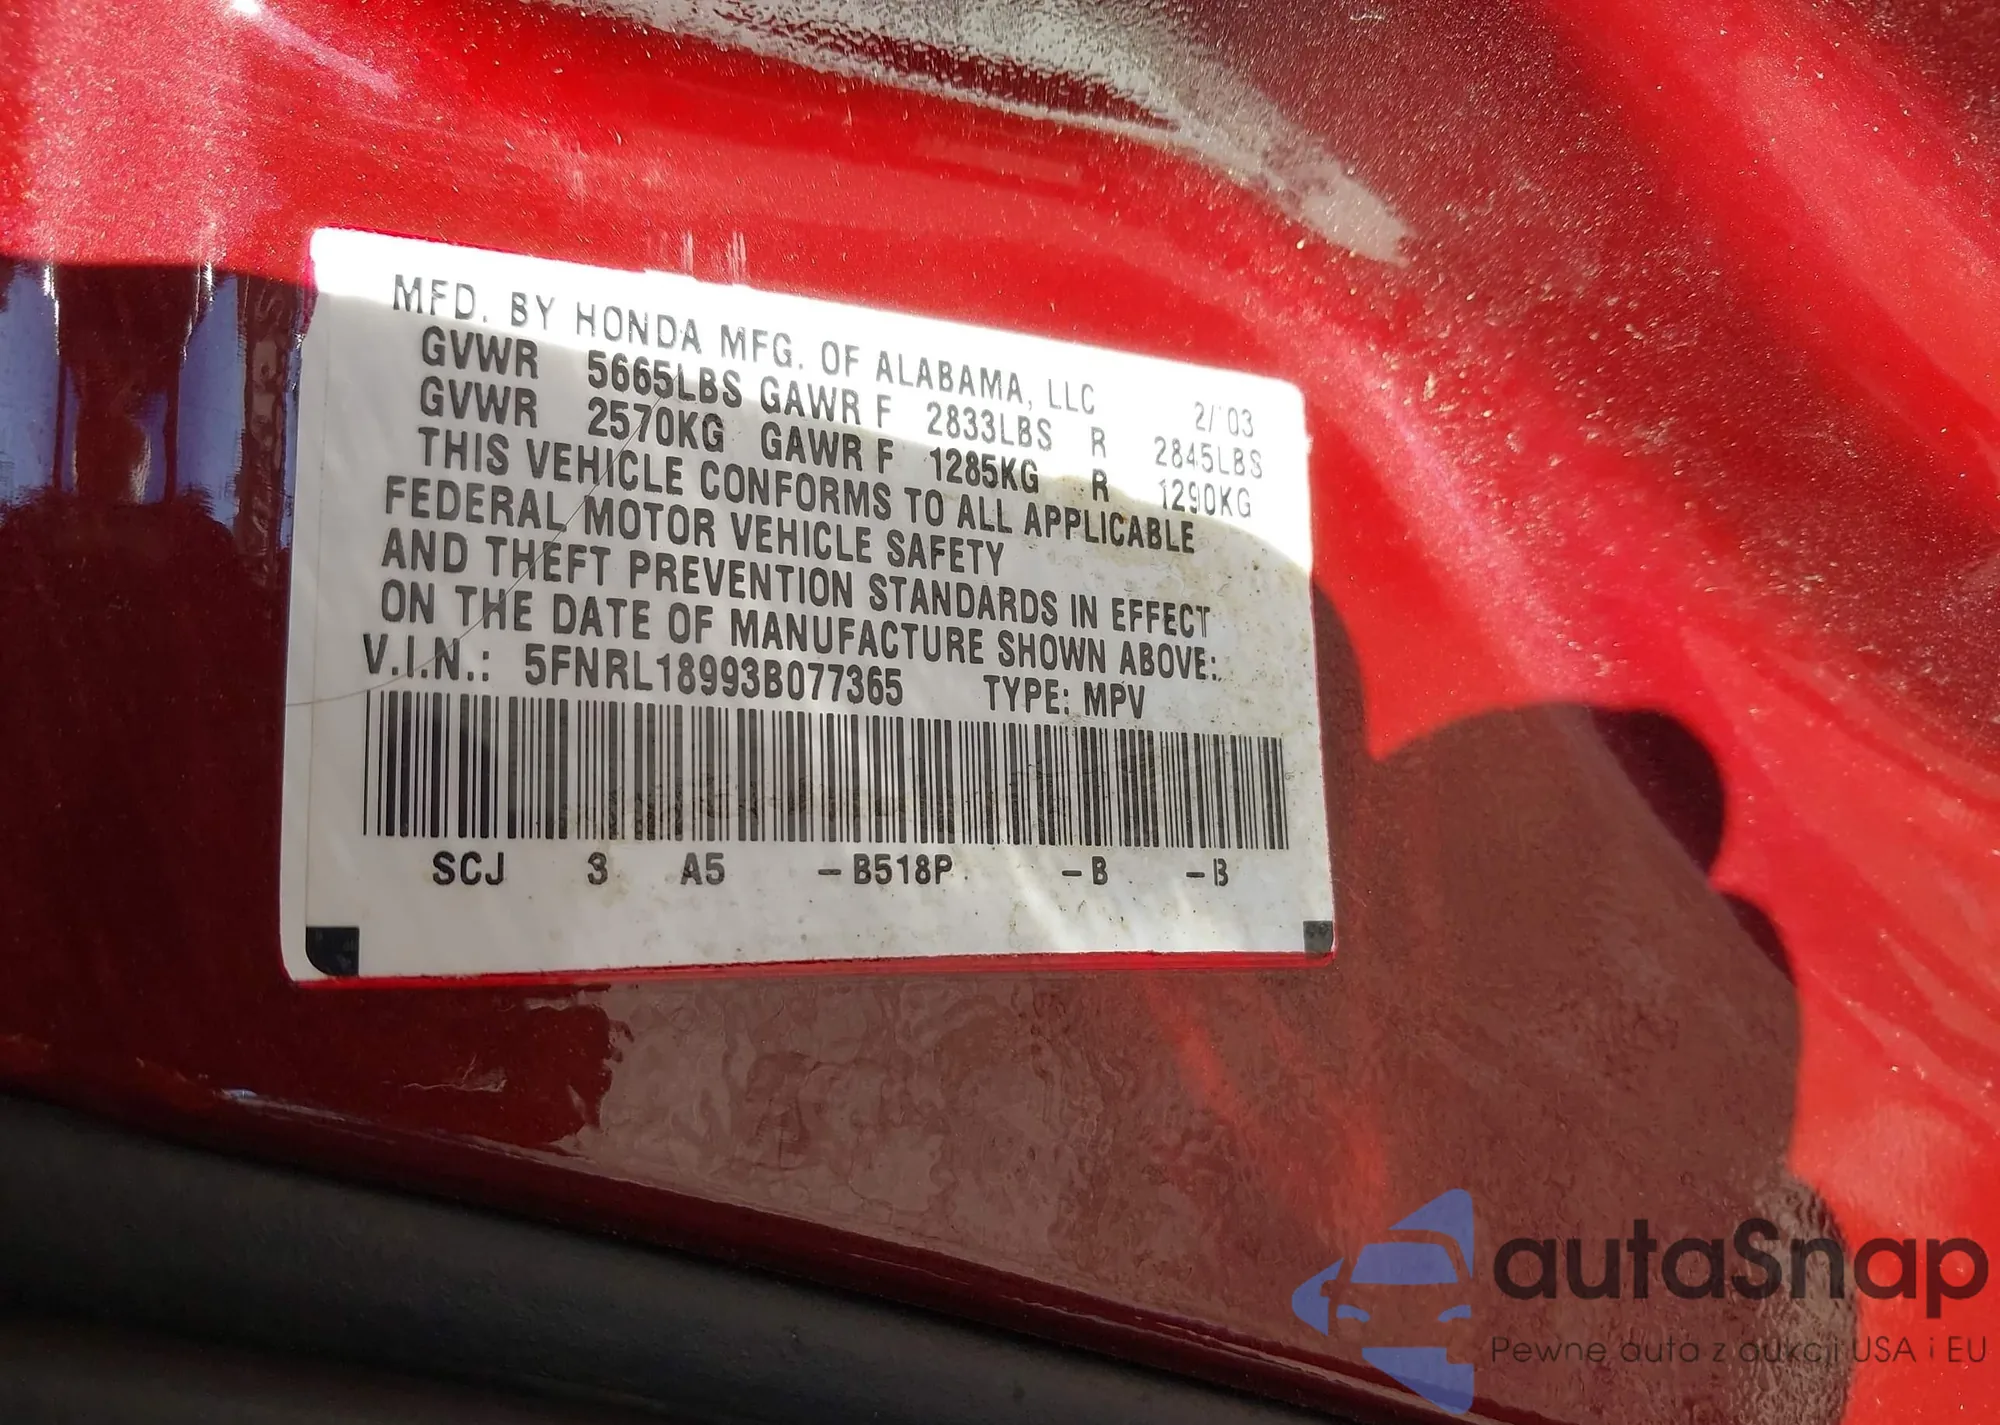 MFD. BY HONDA MFG. OF ALABAMA, LLC 2/'03
GVWR 5665LBS GAWR F 2833LBS R 2845LBS
GVWR 2570KG GAWR F 1285KG R 1290KG
THIS VEHICLE CONFORMS TO ALL APPLICABLE
FEDERAL MOTOR VEHICLE SAFETY
AND THEFT PREVENTION STANDARDS IN EFFECT
ON THE DATE OF MANUFACTURE SHOWN ABOVE:
V.I.N.: 5FNRL18993B077365 TYPE: MPV
SCJ 3 A5 -B518P -B -B
autaSnap
Pewne auta z aukcji USA i EU